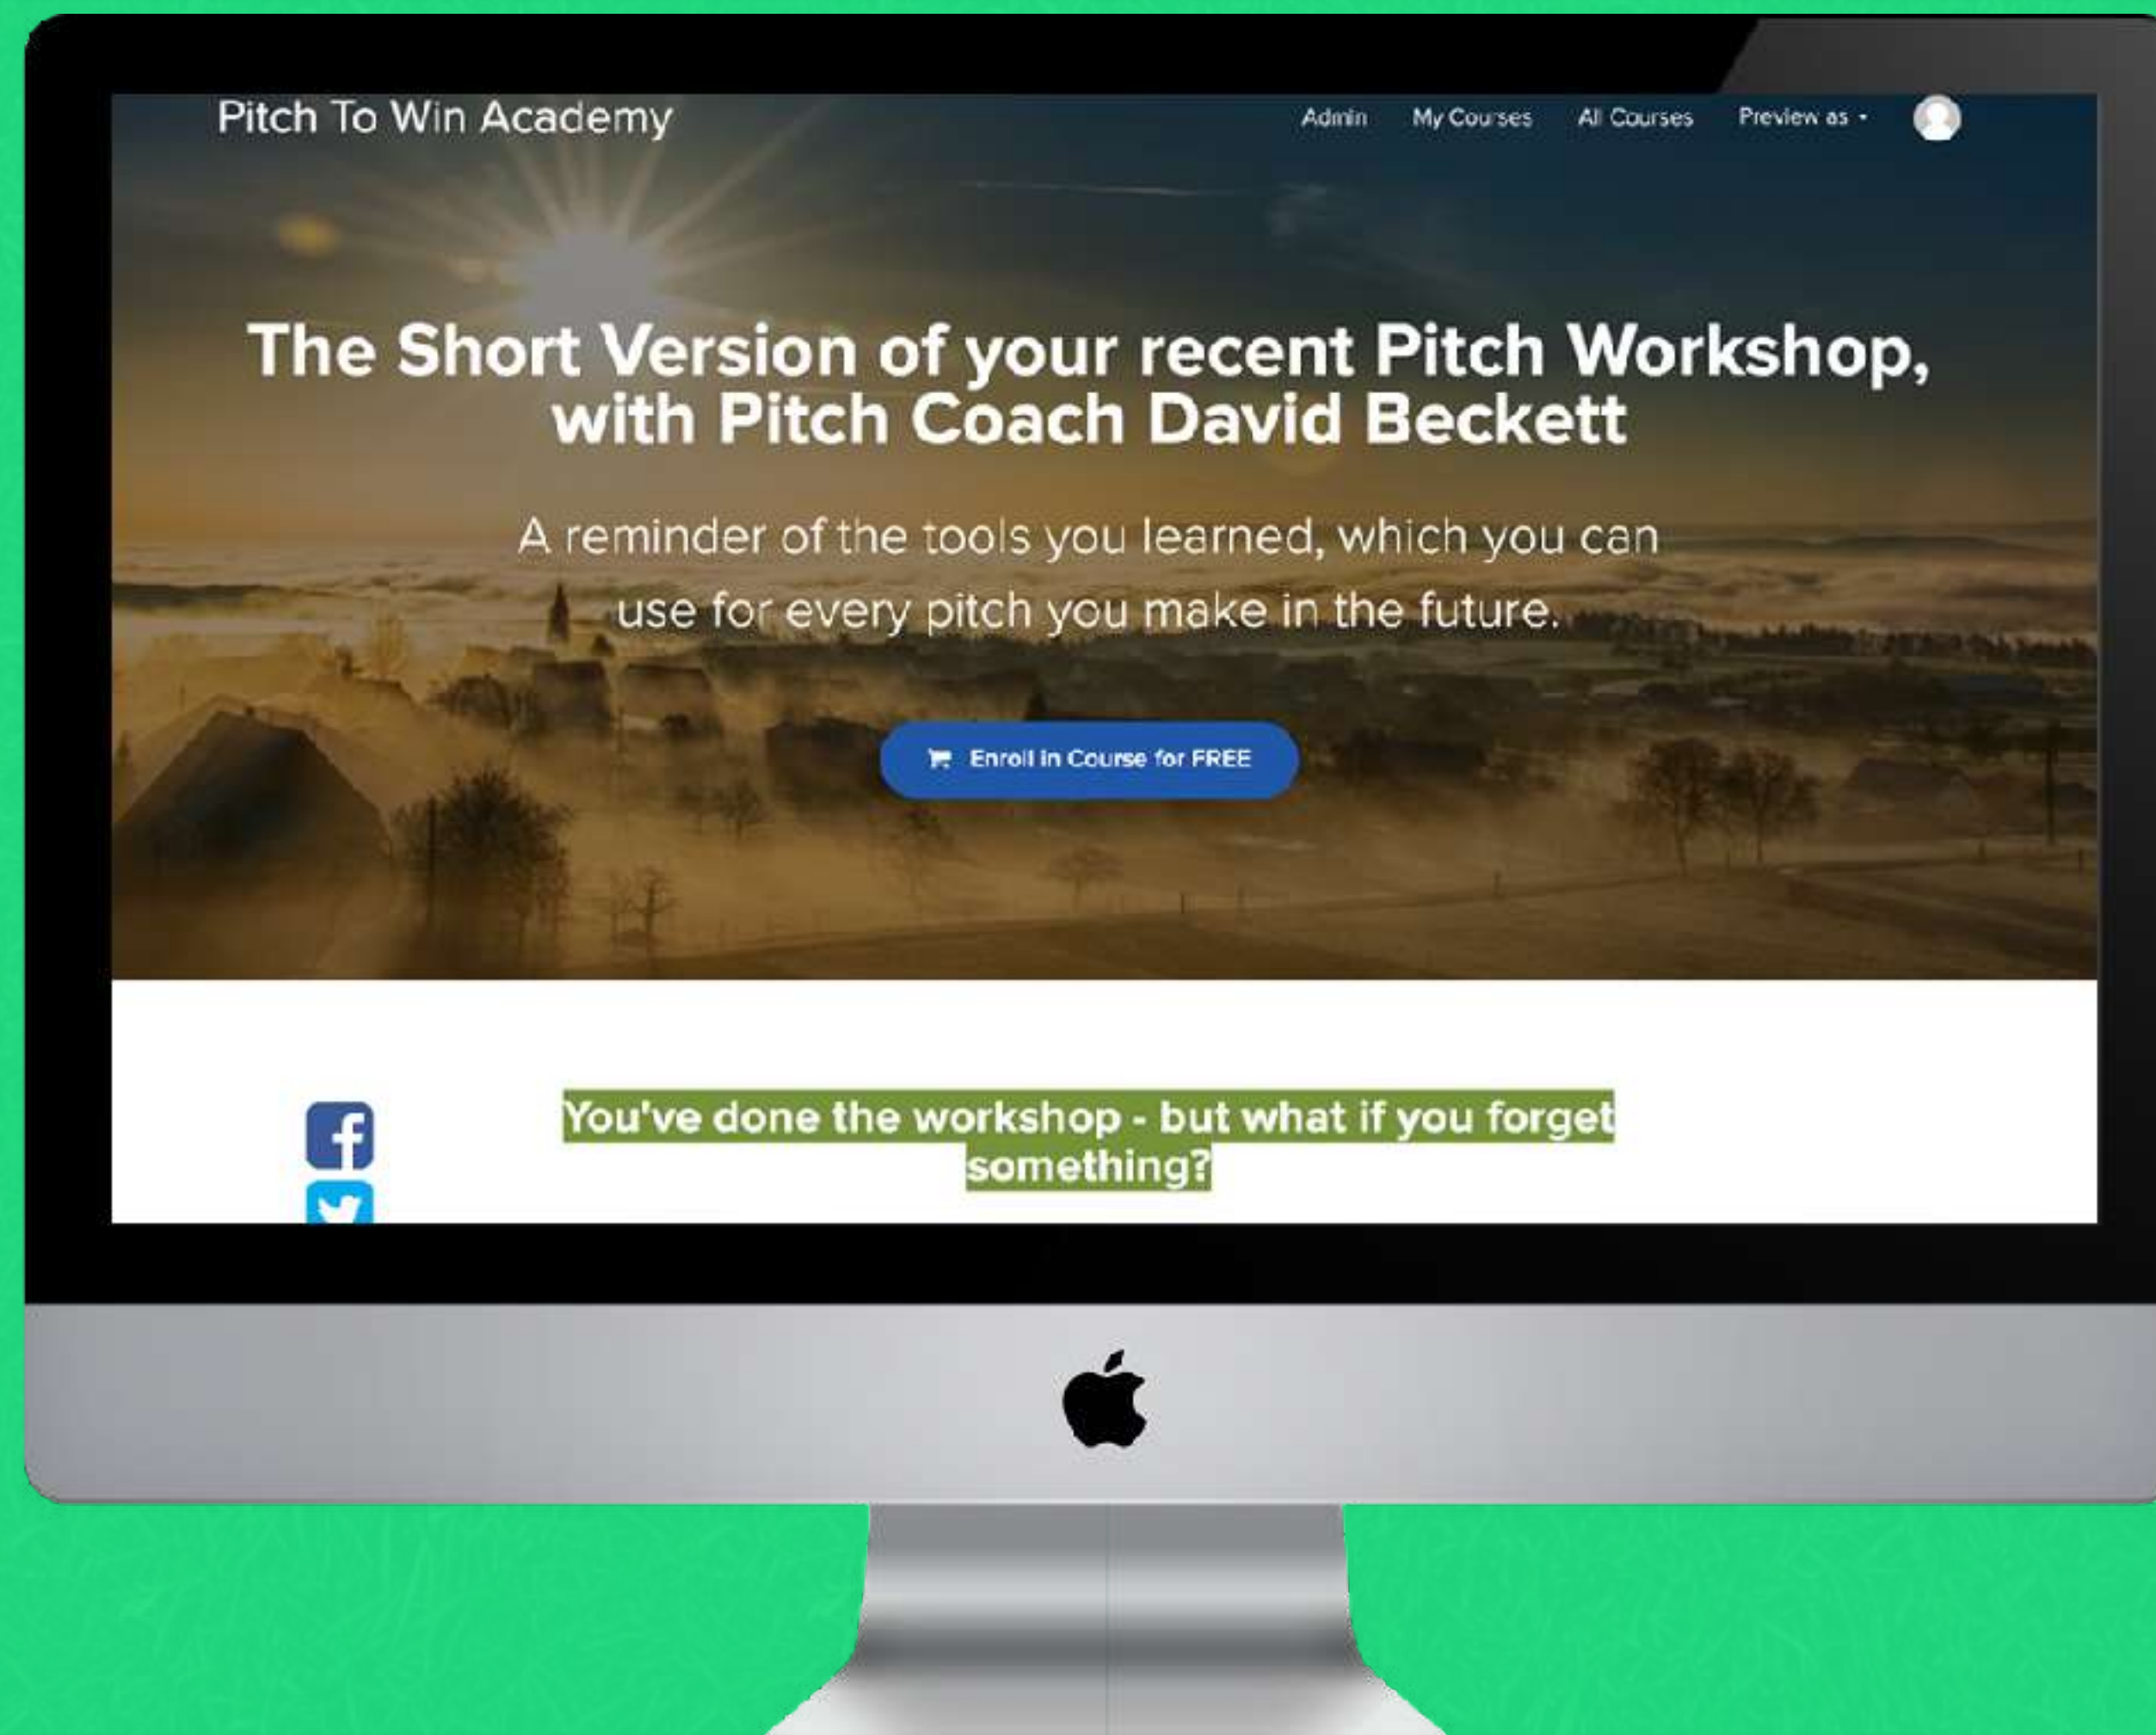 Pitch To Win Academy
Admin My Courses All Courses Preview as
The Short Version of your recent Pitch Workshop,
with Pitch Coach David Beckett
A reminder of the tools you learned, which you can
use for every pitch you make in the future.
Enroll in Course for FREE
You've done the workshop - but what if you forget
something?